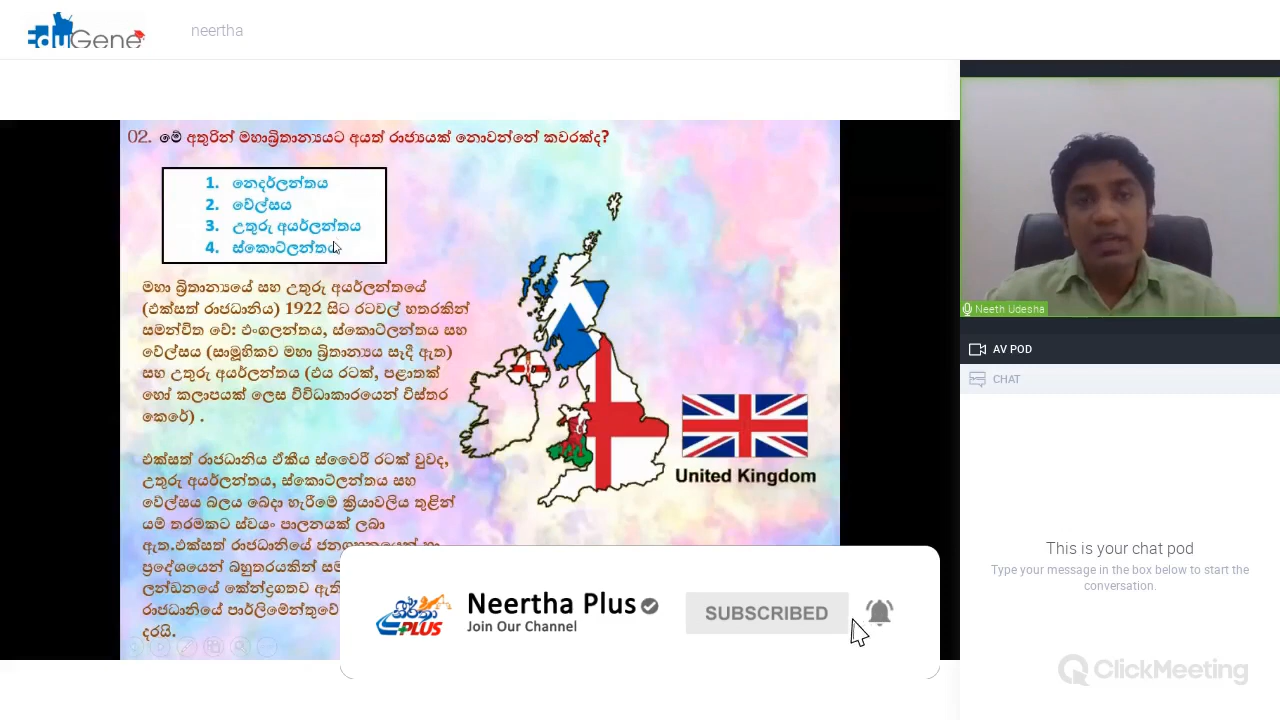 EduGene
neertha
02. මේ අතුරින් මහාබ්‍රිතාන්‍යයට අයත් රාජ්‍යයක් නොවන්නේ කවරක්ද?
1. නෙදර්ලන්තය
2. වේල්සය
3. උතුරු අයර්ලන්තය
4. ස්කොට්ලන්තය
මහා බ්‍රිතාන්‍යයේ සහ උතුරු අයර්ලන්තයේ
(එක්සත් රාජධානිය) 1922 සිට රටවල් හතරකින්
සමන්විත වේ: එංගලන්තය, ස්කොට්ලන්තය සහ
වේල්සය (සාමූහිකව මහා බ්‍රිතාන්‍යය සෑදී ඇත)
සහ උතුරු අයර්ලන්තය (එය රටක්, පළාතක්
හෝ කලාපයක් ලෙස විවිධාකාරයෙන් විස්තර
කෙරේ) .
එක්සත් රාජධානිය ඒකීය ස්වෛරී රටක් වුවද,
උතුරු අයර්ලන්තය, ස්කොට්ලන්තය සහ
වේල්සය බලය බෙදා හැරීමේ ක්‍රියාවලිය තුළින්
යම් තරමකට ස්වයං පාලනයක් ලබා
ඇත.එක්සත් රාජධානියේ ජනගහනයෙන් හා
ප්‍රදේශයෙන් බහුතරයකින්
ලන්ඩනයේ කේන්ද්‍රගතව
රාජධානියේ පාර්ලිමේන්තුවේ
දරයි.
United Kingdom
නීර්තා
PLUS
Neertha Plus
Join Our Channel
SUBSCRIBED
Neeth Udesha
AV POD
CHAT
This is your chat pod
Type your message in the box below to start the
conversation.
ClickMeeting